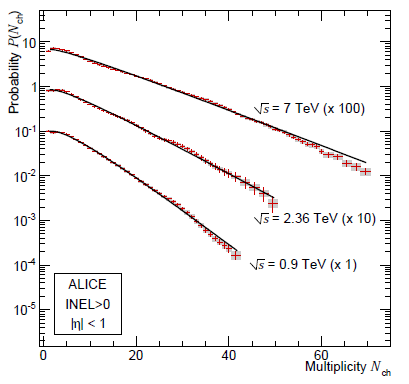 Probability P(N_ch)
10
1
10^-1
10^-2
10^-3
10^-4
10^-5
√s = 7 TeV (x 100)
√s = 2.36 TeV (x 10)
√s = 0.9 TeV (x 1)
ALICE
INEL>0
|η| < 1
0 20 40 60
Multiplicity N_ch